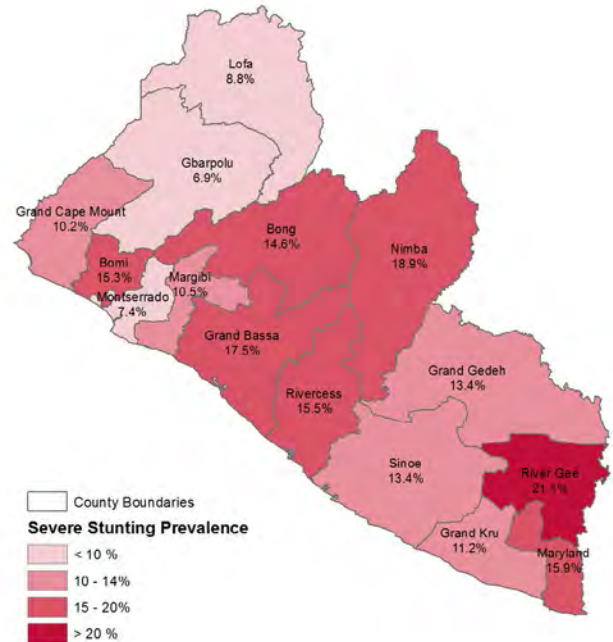 Lofa
8.8%
Gbarpolu
6.9%
Grand Cape Mount
10.2%
Bong
14.6%
Nimba
18.9%
Bomi
15.3%
Margibi
10.5%
Montserrado
7.4%
Grand Bassa
17.5%
Grand Gedeh
13.4%
Rivercess
15.5%
Sinoe
13.4%
River Gee
21.1%
Grand Kru
11.2%
Maryland
15.9%
County Boundaries
Severe Stunting Prevalence
< 10 %
10 - 14%
15 - 20%
> 20 %